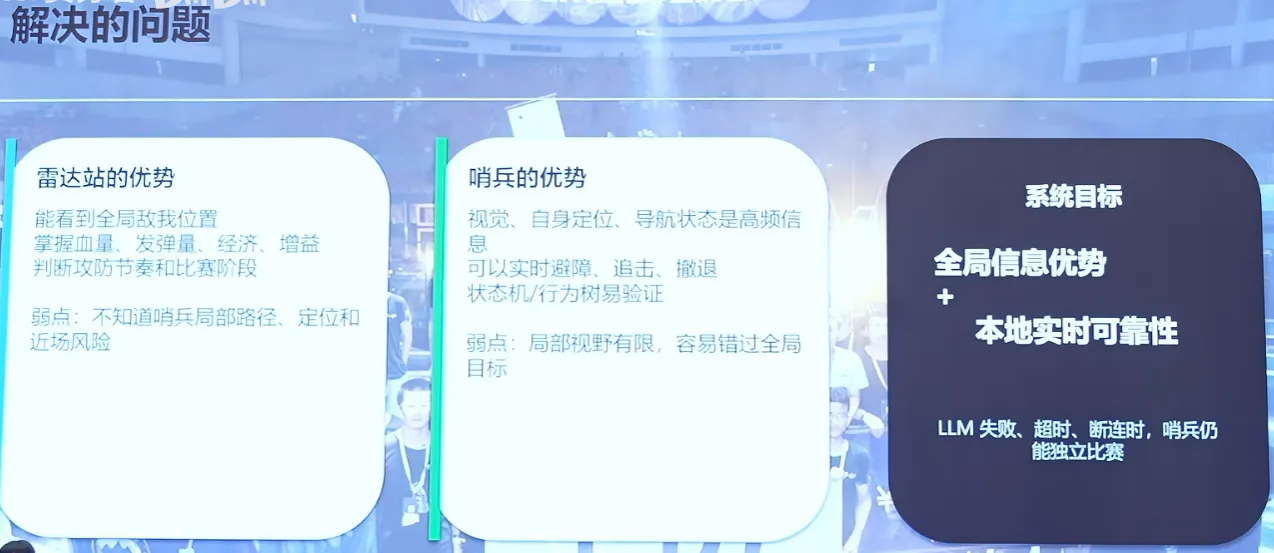 解决的问题
雷达站的优势
能看到全局敌我位置
掌握血量、发弹量、经济、增益
判断攻防节奏和比赛阶段
弱点：不知道哨兵局部路径、定位和
近场风险
哨兵的优势
视觉、自身定位、导航状态是高频信
息
可以实时避障、追击、撤退
状态机/行为树易验证
弱点：局部视野有限，容易错过全局
目标
系统目标
全局信息优势
+
本地实时可靠性
LLM 失败、超时、断连时，哨兵仍
能独立比赛